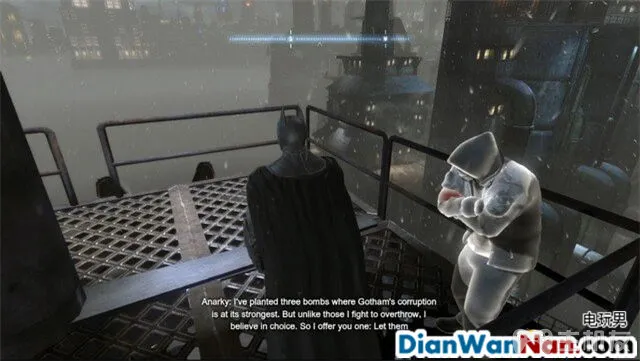 Anarky: I've planted three bombs where Gotham's corruption
is at its strongest. But unlike those I fight to overthrow, I
believe in choice. So I offer you one: Let them
电玩男
DianWanNan.com